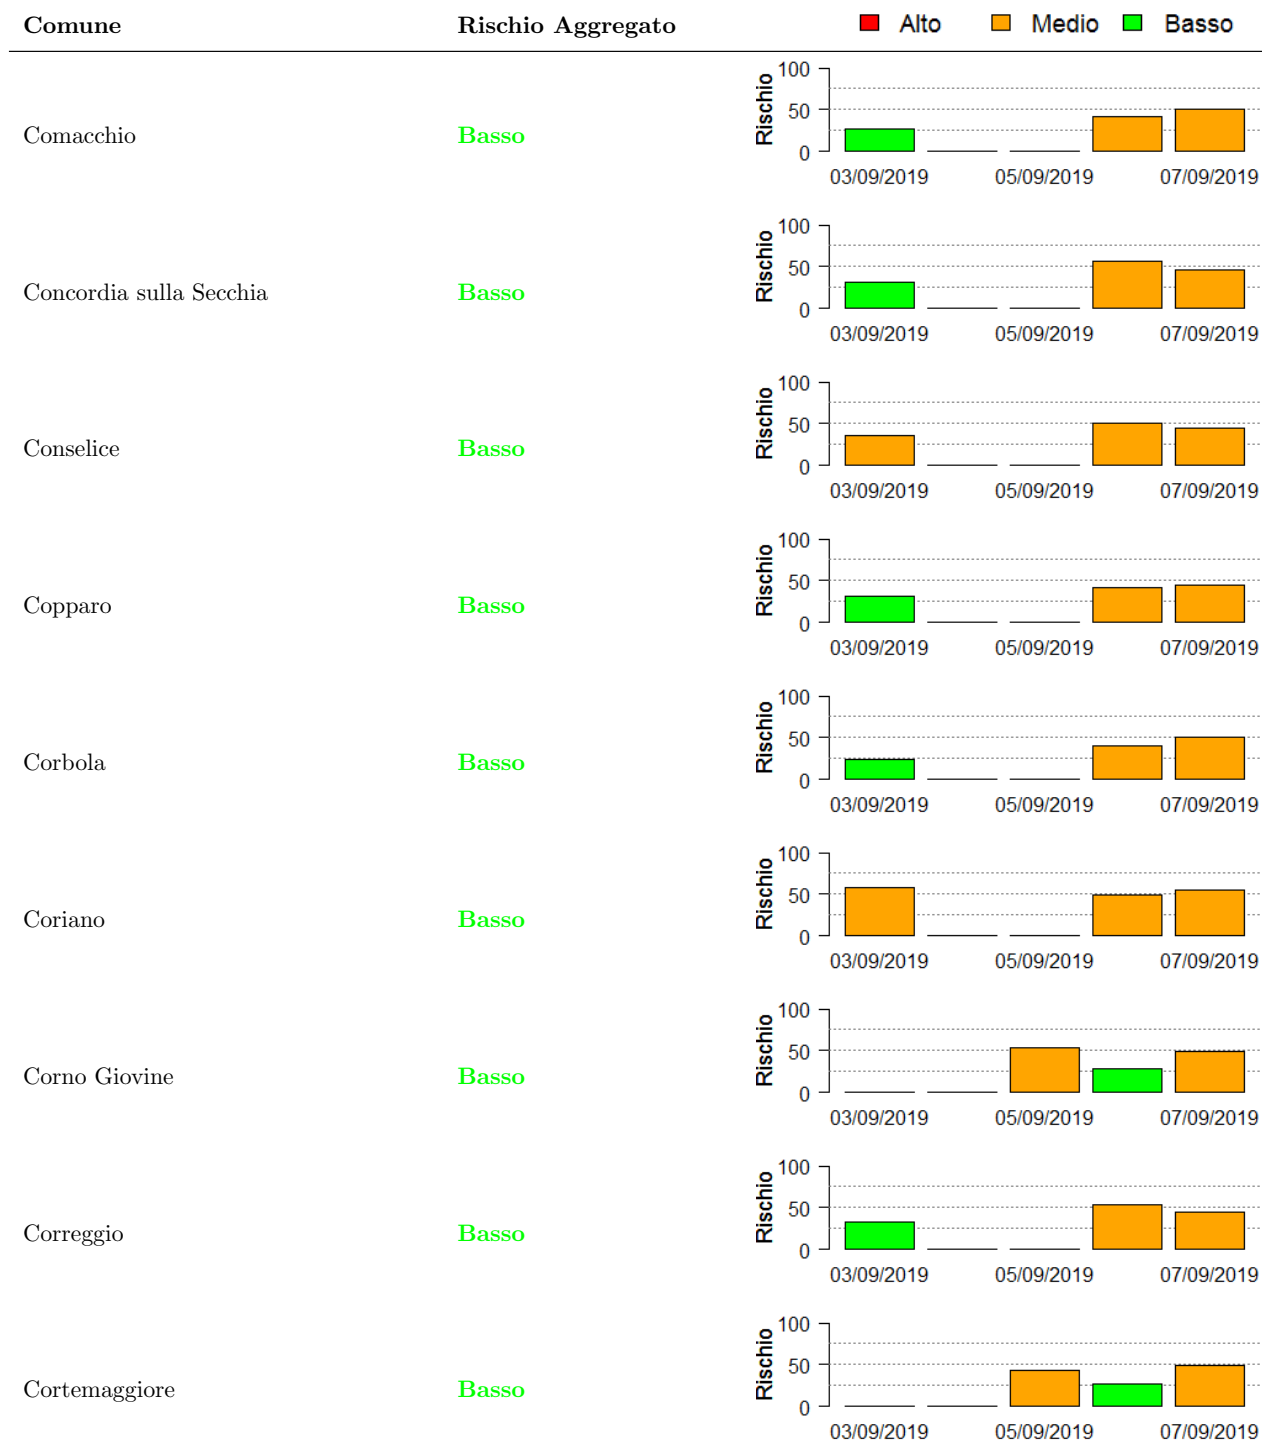 Comune Rischio Aggregato Alto Medio Basso
100
50
0
Rischio
Comacchio Basso
03/09/2019 05/09/2019 07/09/2019
100
50
0
Rischio
Concordia sulla Secchia Basso
03/09/2019 05/09/2019 07/09/2019
100
50
0
Rischio
Conselice Basso
03/09/2019 05/09/2019 07/09/2019
100
50
0
Rischio
Copparo Basso
03/09/2019 05/09/2019 07/09/2019
100
50
0
Rischio
Corbola Basso
03/09/2019 05/09/2019 07/09/2019
100
50
0
Rischio
Coriano Basso
03/09/2019 05/09/2019 07/09/2019
100
50
0
Rischio
Corno Giovine Basso
03/09/2019 05/09/2019 07/09/2019
100
50
0
Rischio
Correggio Basso
03/09/2019 05/09/2019 07/09/2019
100
50
0
Rischio
Cortemaggiore Basso
03/09/2019 05/09/2019 07/09/2019